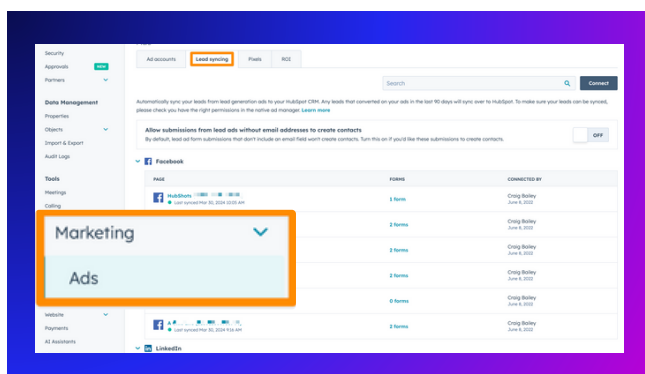 Security
Approvals NEW
Partners
Data Management
Properties
Objects
Import & Export
Audit Logs
Tools
Meetings
Calling
Marketing
Ads
Website
Payments
AI Assistants
Ad accounts Lead syncing Pixels ROI
Search Connect
Automatically sync your leads from lead generation ads to your HubSpot CRM. Any leads that converted on your ads in the last 90 days will sync over to HubSpot. To make sure your leads can be synced,
please check you have the right permissions in the native ad manager. Learn more
Allow submissions from lead ads without email addresses to create contacts
By default, lead ad form submissions that don't include an email field won't create contacts. Turn this on if you'd like these submissions to create contacts.
OFF
Facebook
PAGE FORMS CONNECTED BY
HubShots
Last synced Mar 30, 2024 10:25 AM
1 form
Craig Bailey
June 8, 2022
2 forms
Craig Bailey
June 8, 2022
2 forms
Craig Bailey
June 8, 2022
0 forms
Craig Bailey
June 8, 2022
Last synced Mar 30, 2024 9:16 AM
2 forms
Craig Bailey
June 8, 2022
LinkedIn